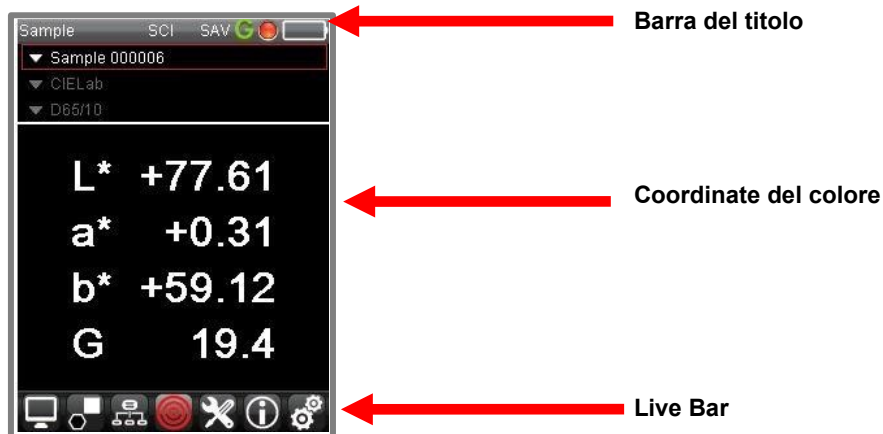 Sample SCI SAV G
Barra del titolo
Sample 000006
CIELab
D65/10
L* +77.61
Coordinate del colore
a* +0.31
b* +59.12
G 19.4
Live Bar